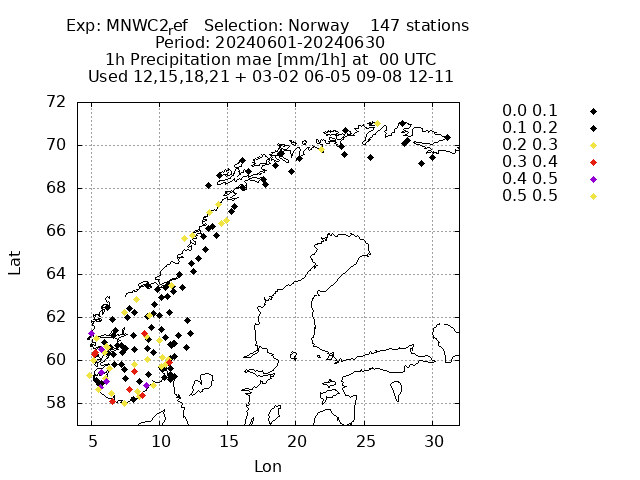 Exp: MNWC2ref Selection: Norway 147 stations
Period: 20240601-20240630
1h Precipitation mae [mm/1h] at 00 UTC
Used 12,15,18,21 + 03-02 06-05 09-08 12-11
72
70
68
66
64
62
60
58
Lat
5 10 15 20 25 30
Lon
0.0 0.1
0.1 0.2
0.2 0.3
0.3 0.4
0.4 0.5
0.5 0.5